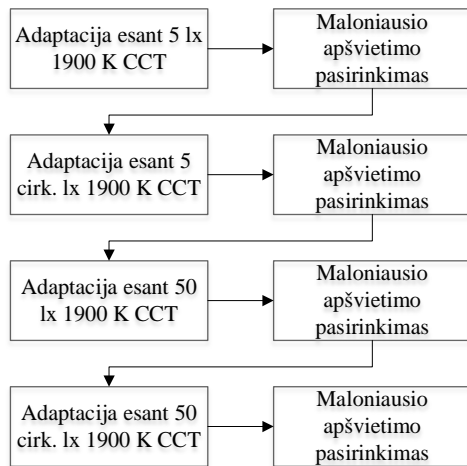 Adaptacija esant 5 lx
1900 K CCT
Maloniausio
apšvietimo
pasirinkimas
Adaptacija esant 5
cirk. lx 1900 K CCT
Maloniausio
apšvietimo
pasirinkimas
Adaptacija esant 50
lx 1900 K CCT
Maloniausio
apšvietimo
pasirinkimas
Adaptacija esant 50
cirk. lx 1900 K CCT
Maloniausio
apšvietimo
pasirinkimas